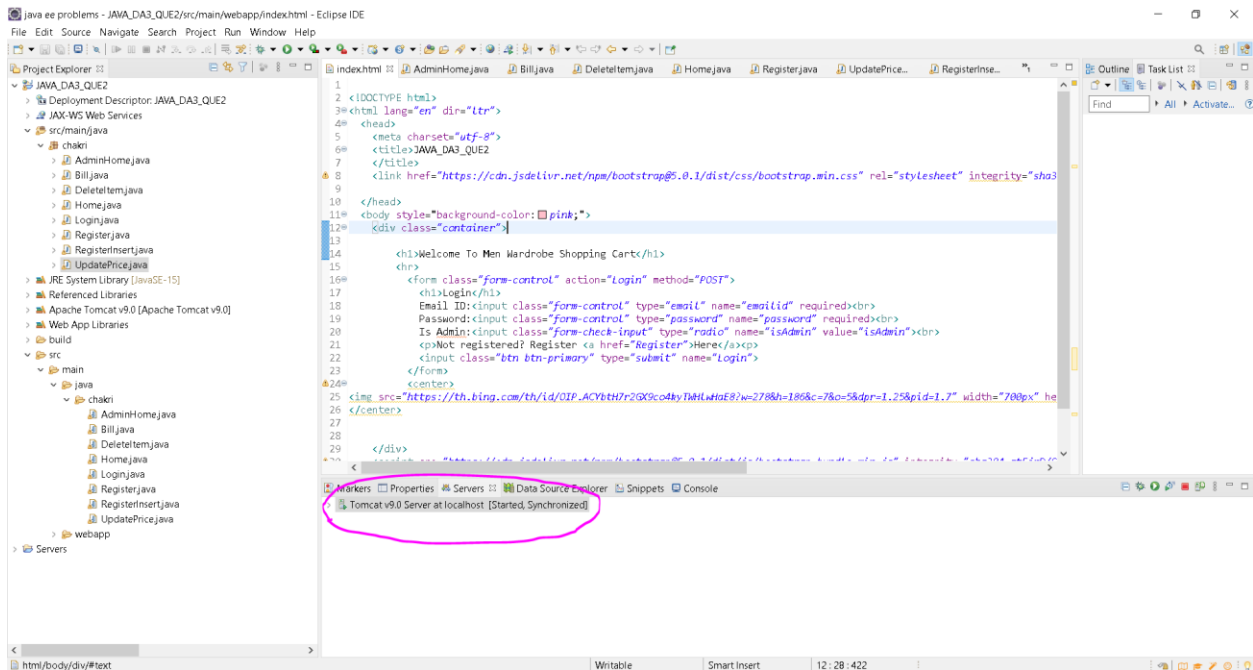 java ee problems - JAVA_DA3_QUE2/src/main/webapp/index.html - Eclipse IDE
File Edit Source Navigate Search Project Run Window Help
Project Explorer
JAVA_DA3_QUE2
Deployment Descriptor: JAVA_DA3_QUE2
JAX-WS Web Services
src/main/java
chakri
AdminHome.java
Bill.java
DeleteItem.java
Home.java
Login.java
Register.java
RegisterInsert.java
UpdatePrice.java
JRE System Library [JavaSE-15]
Referenced Libraries
Apache Tomcat v9.0 [Apache Tomcat v9.0]
Web App Libraries
build
src
main
java
chakri
AdminHome.java
Bill.java
DeleteItem.java
Home.java
Login.java
Register.java
RegisterInsert.java
UpdatePrice.java
webapp
Servers
index.html AdminHome.java Bill.java DeleteItem.java Home.java Register.java UpdatePrice... RegisterInse... "1
1
2 <!DOCTYPE html>
3 <html lang="en" dir="ltr">
4 <head>
5 <meta charset="utf-8">
6 <title>JAVA_DA3_QUE2
7 </title>
8 <link href="https://cdn.jsdelivr.net/npm/bootstrap@5.0.1/dist/css/bootstrap.min.css" rel="stylesheet" integrity="sha3
9
10 </head>
11 <body style="background-color: pink;">
12 <div class="container">
13
14 <h1>Welcome To Men Wardrobe Shopping Cart</h1>
15 <hr>
16 <form class="form-control" action="Login" method="POST">
17 <h1>Login</h1>
18 Email ID:<input class="form-control" type="email" name="emailid" required><br>
19 Password:<input class="form-control" type="password" name="password" required><br>
20 Is Admin:<input class="form-check-input" type="radio" name="isAdmin" value="isAdmin"><br>
21 <p>Not registered? Register <a href="Register">Here</a><p>
22 <input class="btn btn-primary" type="submit" name="Login">
23 </form>
24 <center>
25 <img src="https://th.bing.com/th/id/OIP.ACYbtH7r2GX9co4kyTWHLwHaE8?w=278&h=186&c=7&o=5&dpr=1.25&pid=1.7" width="700px" he
26 </center>
27
28
29 </div>
Outline Task List
Find All Activate...
Markers Properties Servers Data Source Explorer Snippets Console
Tomcat v9.0 Server at localhost [Started, Synchronized]
html/body/div/#text Writable Smart Insert 12 : 28 : 422